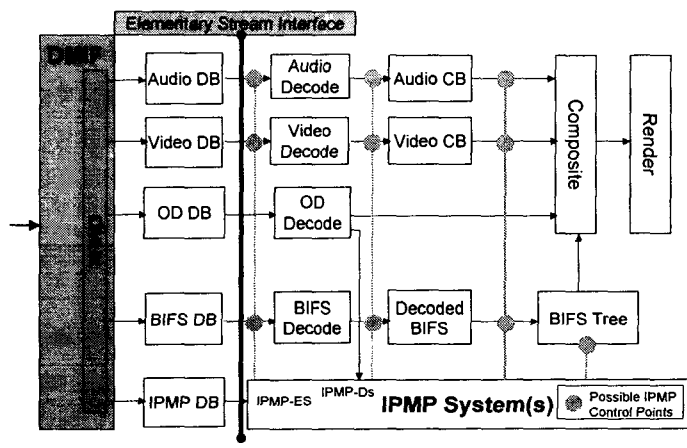 Elementary Stream Interface
DMIF
Audio DB
Audio
Decode
Audio CB
Video DB
Video
Decode
Video CB
OD DB
OD
Decode
Composite
Render
BIFS DB
BIFS
Decode
Decoded
BIFS
BIFS Tree
IPMP DB
IPMP-ES
IPMP-Ds
IPMP System(s)
Possible IPMP
Control Points